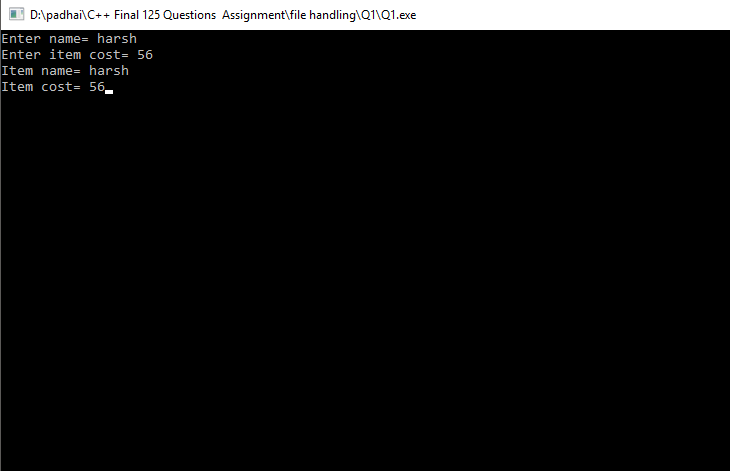 D:\padhai\C++ Final 125 Questions  Assignment\file handling\Q1\Q1.exe
Enter name= harsh
Enter item cost= 56
Item name= harsh
Item cost= 56